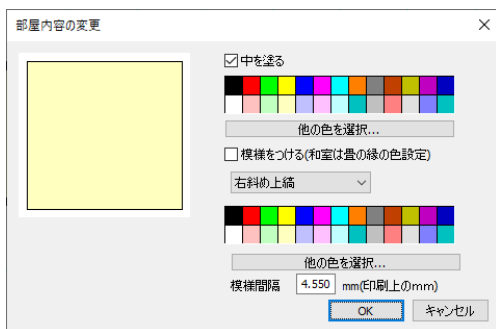 部屋内容の変更
中を塗る
他の色を選択...
模様をつける(和室は畳の縁の色設定)
右斜め上縞
他の色を選択...
模様間隔 4.550 mm(印刷上のmm)
OK キャンセル